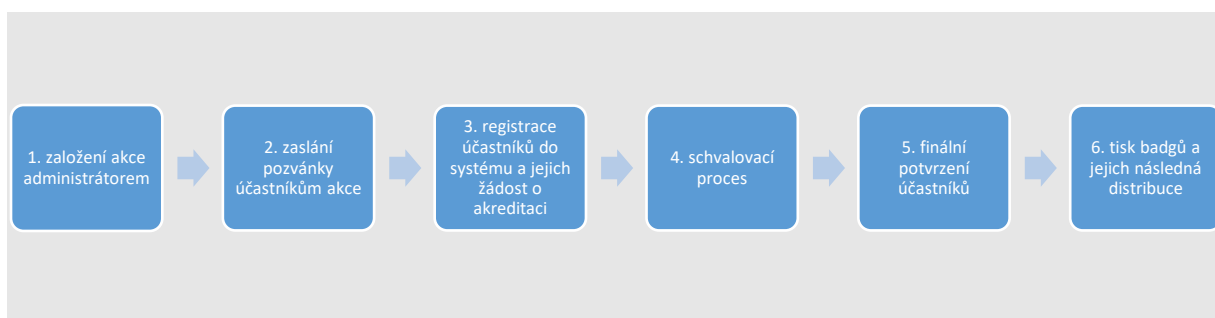 1. založení akce
administrátorem
2. zaslání
pozvánky
účastníkům akce
3. registrace
účastníků do
systému a jejich
žádost o
akreditaci
4. schvalovací
proces
5. finální
potvrzení
účastníků
6. tisk badgů a
jejich následná
distribuce